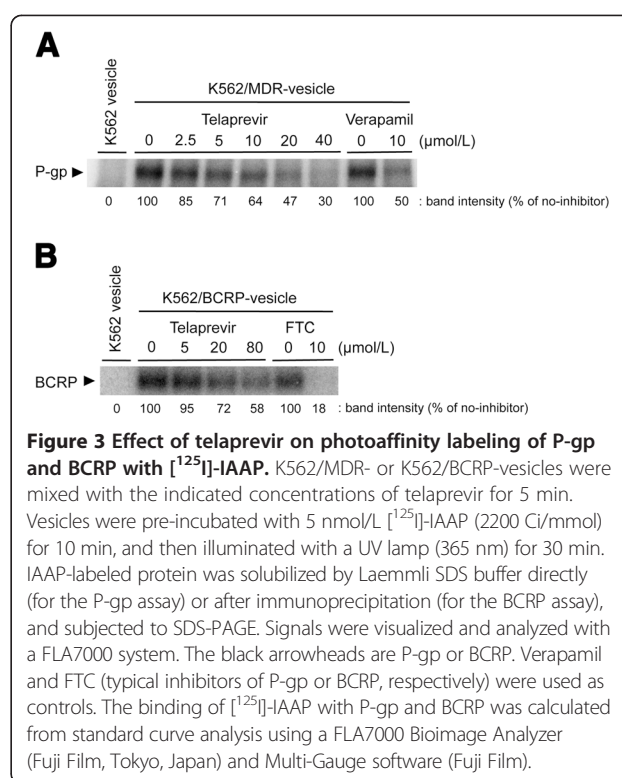 A
K562 vesicle
K562/MDR-vesicle
Telaprevir Verapamil
0 2.5 5 10 20 40 0 10 (μmol/L)
P-gp ►
0 100 85 71 64 47 30 100 50 : band intensity (% of no-inhibitor)
B
K562 vesicle
K562/BCRP-vesicle
Telaprevir FTC
0 5 20 80 0 10 (μmol/L)
BCRP ►
0 100 95 72 58 100 18 : band intensity (% of no-inhibitor)
Figure 3 Effect of telaprevir on photoaffinity labeling of P-gp
and BCRP with [¹²⁵I]-IAAP. K562/MDR- or K562/BCRP-vesicles were
mixed with the indicated concentrations of telaprevir for 5 min.
Vesicles were pre-incubated with 5 nmol/L [¹²⁵I]-IAAP (2200 Ci/mmol)
for 10 min, and then illuminated with a UV lamp (365 nm) for 30 min.
IAAP-labeled protein was solubilized by Laemmli SDS buffer directly
(for the P-gp assay) or after immunoprecipitation (for the BCRP assay),
and subjected to SDS-PAGE. Signals were visualized and analyzed with
a FLA7000 system. The black arrowheads are P-gp or BCRP. Verapamil
and FTC (typical inhibitors of P-gp or BCRP, respectively) were used as
controls. The binding of [¹²⁵I]-IAAP with P-gp and BCRP was calculated
from standard curve analysis using a FLA7000 Bioimage Analyzer
(Fuji Film, Tokyo, Japan) and Multi-Gauge software (Fuji Film).